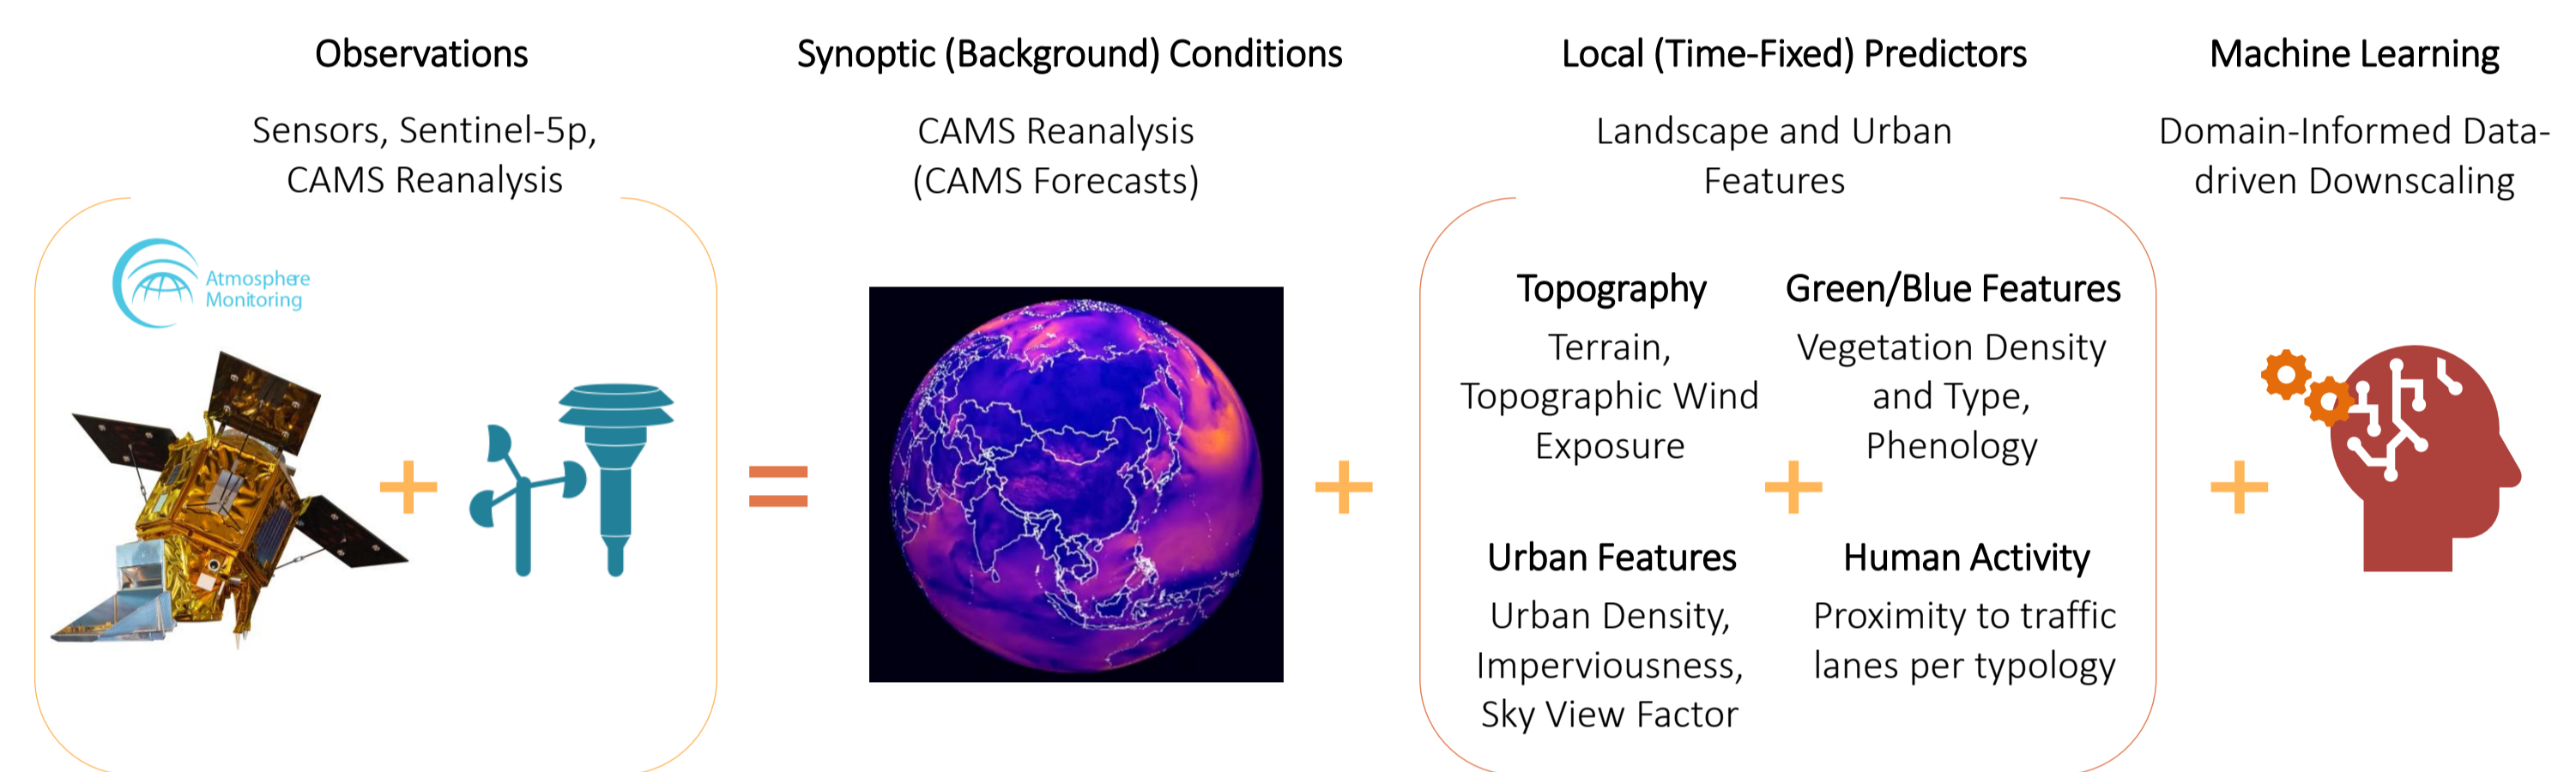 Observations
Sensors, Sentinel-5p,
CAMS Reanalysis
Atmosphere
Monitoring
+
=
Synoptic (Background) Conditions
CAMS Reanalysis
(CAMS Forecasts)
+
Local (Time-Fixed) Predictors
Landscape and Urban
Features
Topography
Terrain,
Topographic Wind
Exposure
Green/Blue Features
Vegetation Density
and Type,
Phenology
+
Urban Features
Urban Density,
Imperviousness,
Sky View Factor
Human Activity
Proximity to traffic
lanes per typology
+
Machine Learning
Domain-Informed Data-
driven Downscaling